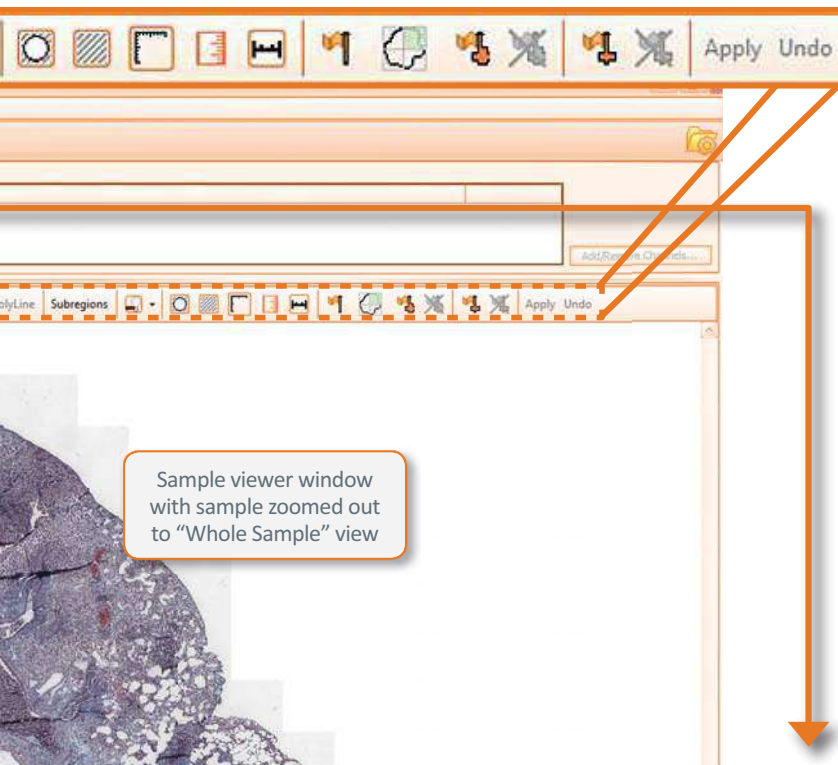 Apply Undo
Add/Remove Channels...
olyLine Subregions Apply Undo
Sample viewer window
with sample zoomed out
to “Whole Sample” view